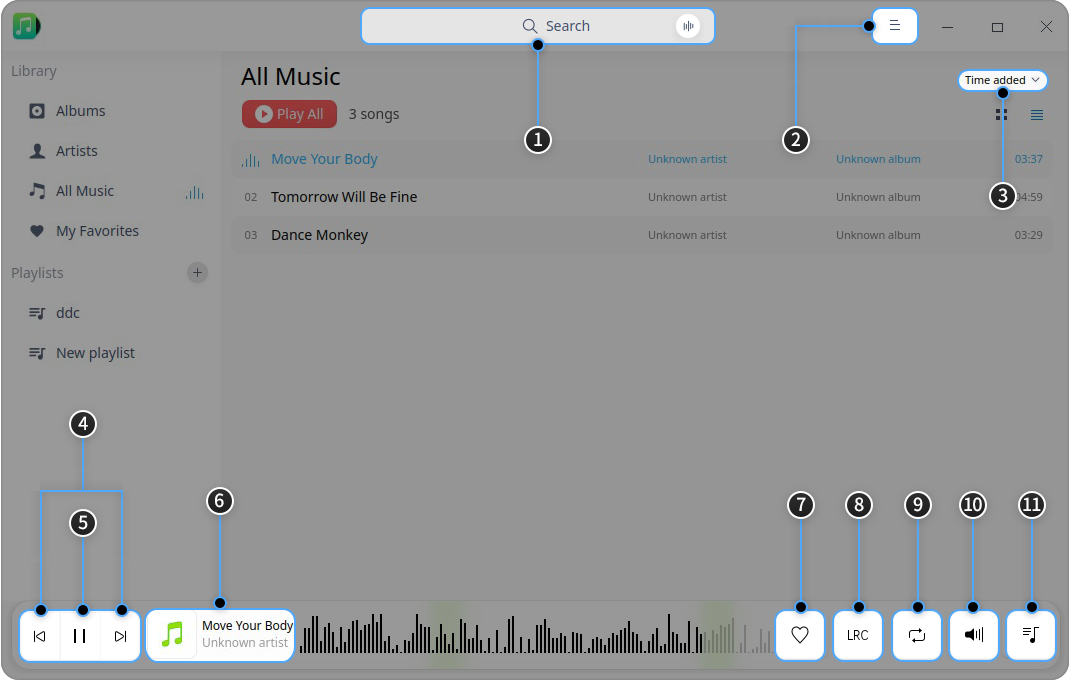 Search
Library
All Music
Time added
Albums
Play All 3 songs
1
2
Artists
Move Your Body Unknown artist Unknown album 03:37
All Music
02 Tomorrow Will Be Fine Unknown artist Unknown album 04:59
3
My Favorites
03 Dance Monkey Unknown artist Unknown album 03:29
Playlists
ddc
New playlist
4
5
6
7
8
9
10
11
Move Your Body
Unknown artist
LRC